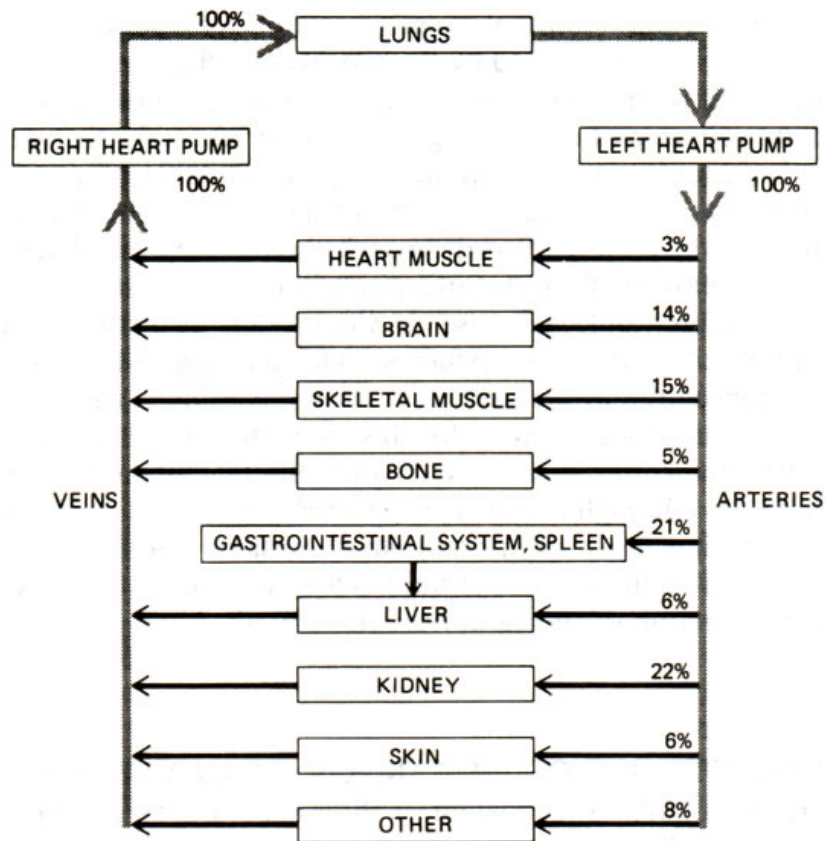 100%
LUNGS
RIGHT HEART PUMP
LEFT HEART PUMP
100%
100%
HEART MUSCLE
3%
BRAIN
14%
SKELETAL MUSCLE
15%
BONE
5%
VEINS
ARTERIES
GASTROINTESTINAL SYSTEM, SPLEEN
21%
LIVER
6%
KIDNEY
22%
SKIN
6%
OTHER
8%